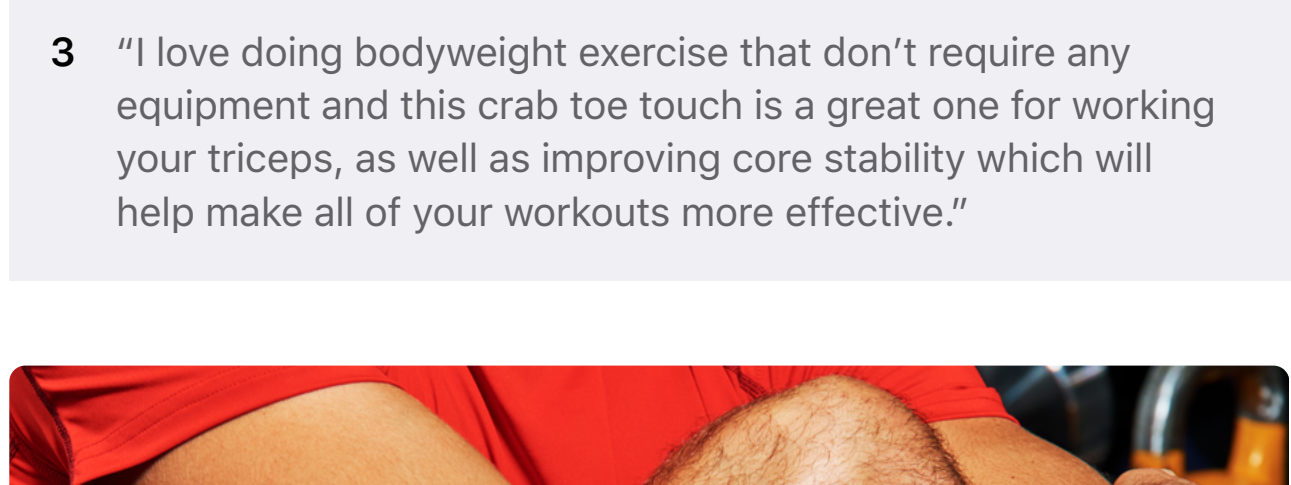 3 “I love doing bodyweight exercise that don’t require any
equipment and this crab toe touch is a great one for working
your triceps, as well as improving core stability which will
help make all of your workouts more effective.”